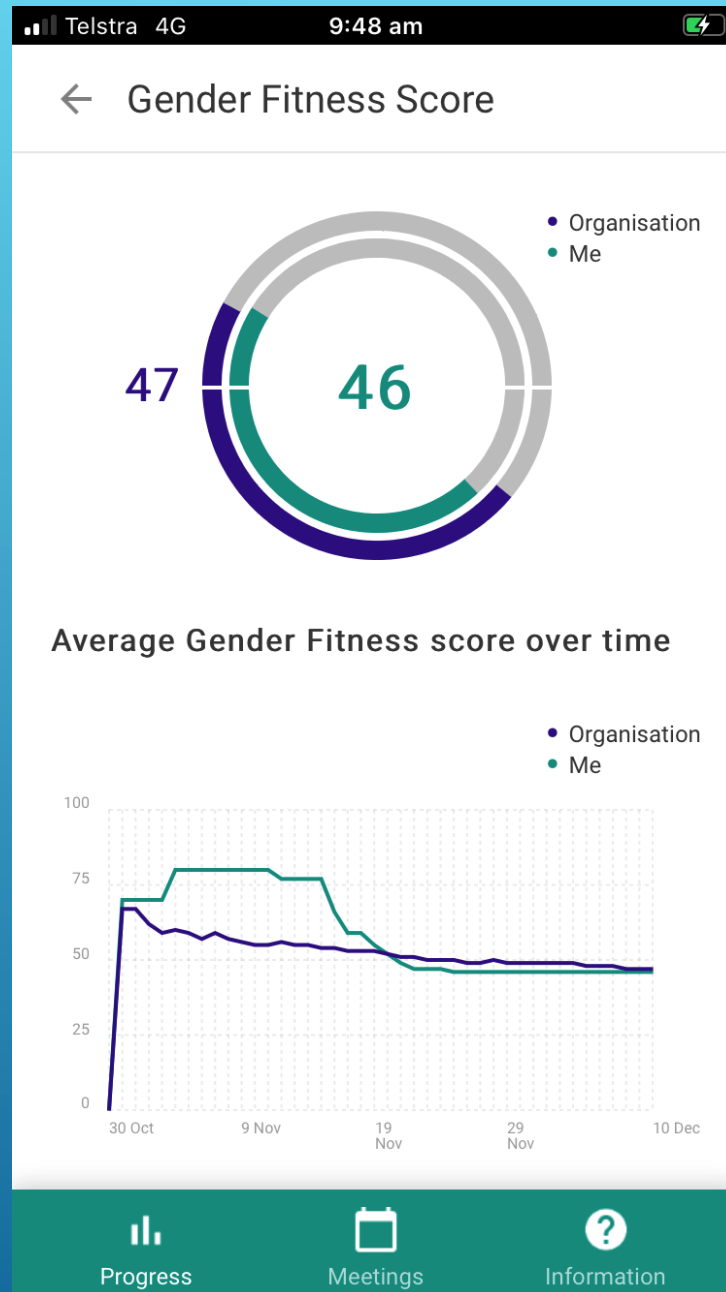 Telstra 4G 9:48 am
Gender Fitness Score
Organisation
Me
47
46
Average Gender Fitness score over time
Organisation
Me
100
75
50
25
0
30 Oct 9 Nov 19 Nov 29 Nov 10 Dec
Progress Meetings Information